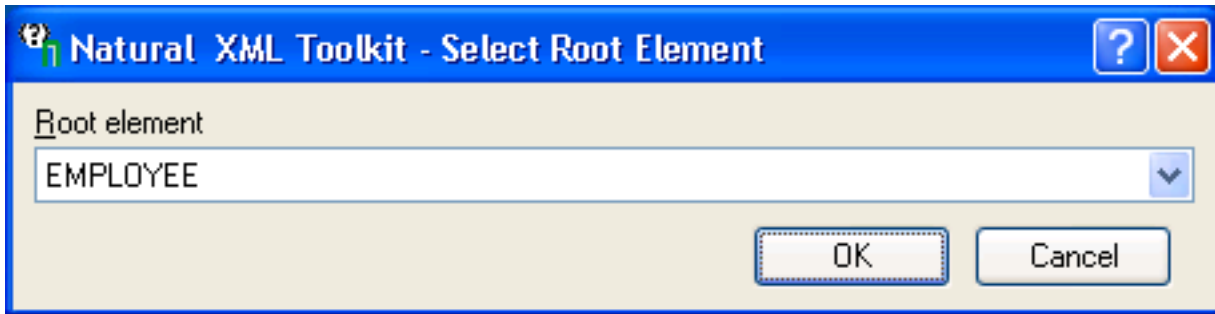 Natural XML Toolkit - Select Root Element
Root element
EMPLOYEE
OK Cancel